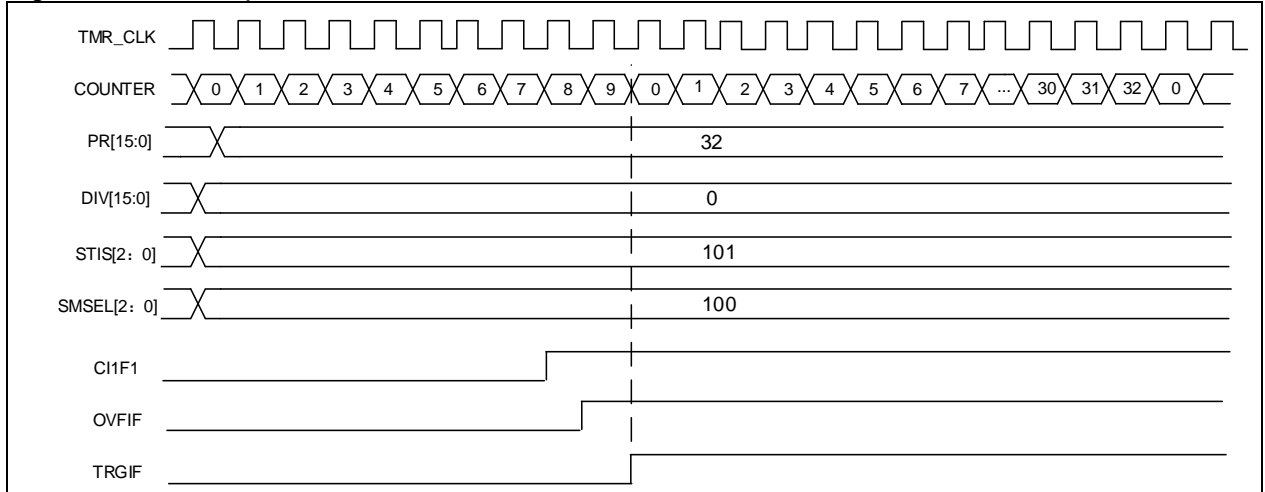 TMR_CLK
COUNTER 0 1 2 3 4 5 6 7 8 9 0 1 2 3 4 5 6 7 ... 30 31 32 0
PR[15:0] 32
DIV[15:0] 0
STIS[2：0] 101
SMSEL[2：0] 100
CI1F1
OVFIF
TRGIF